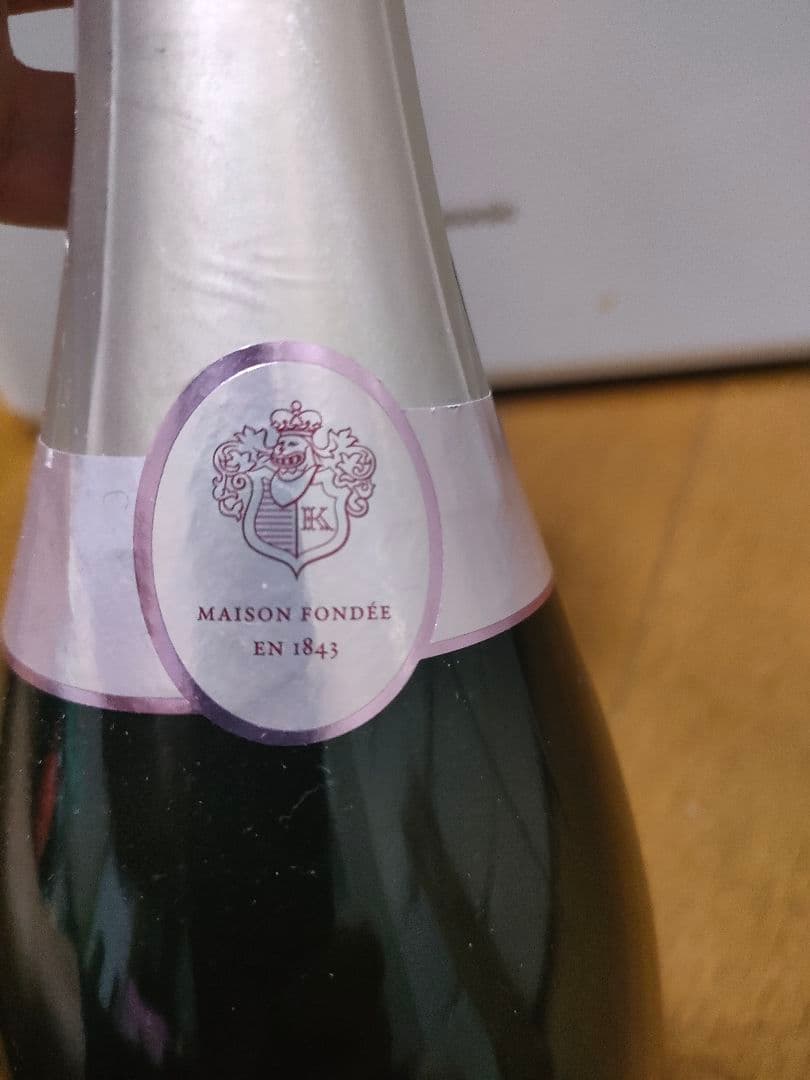 K
MAISON FONDÉE
EN 1843